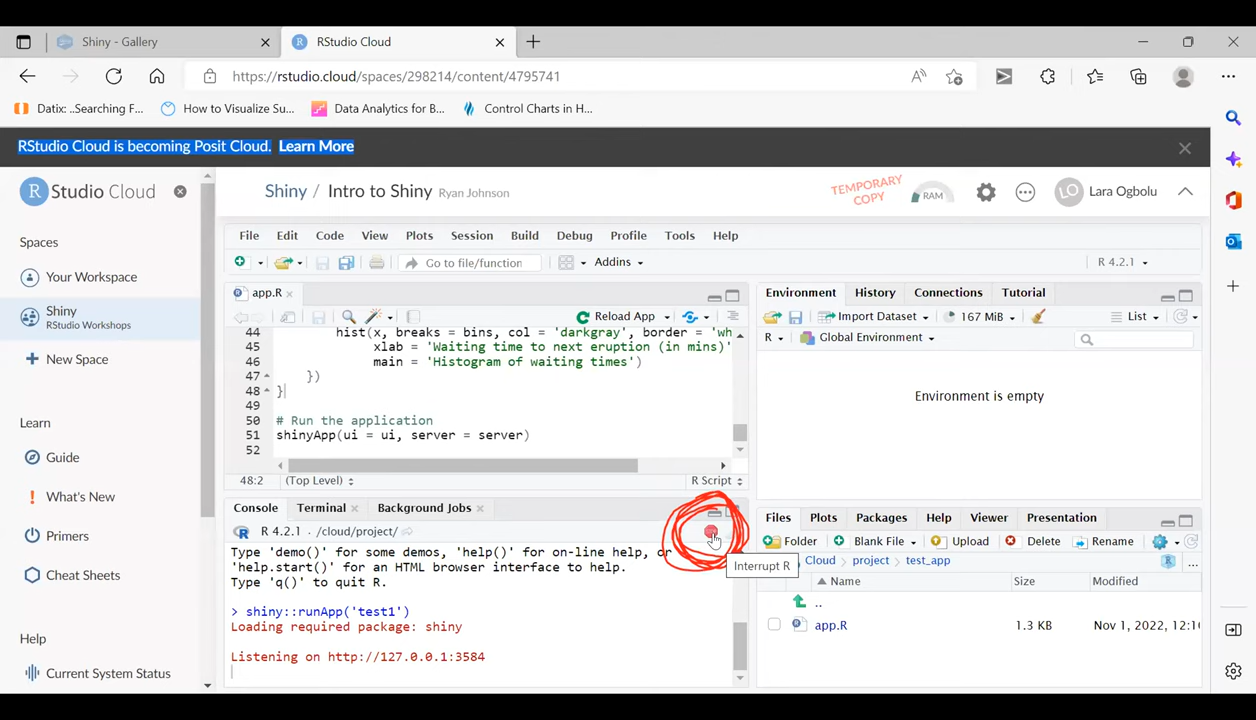 Shiny - Gallery
RStudio Cloud
https://rstudio.cloud/spaces/298214/content/4795741
Datix: ..Searching F...
How to Visualize Su...
Data Analytics for B...
Control Charts in H...
RStudio Cloud is becoming Posit Cloud. Learn More
R Studio Cloud
Shiny / Intro to Shiny Ryan Johnson
TEMPORARY COPY
RAM
LO Lara Ogbolu
Spaces
Your Workspace
Shiny
RStudio Workshops
New Space
Learn
Guide
What's New
Primers
Cheat Sheets
Help
Current System Status
File Edit Code View Plots Session Build Debug Profile Tools Help
Go to file/function
Addins
R 4.2.1
app.R
Reload App
44 hist(x, breaks = bins, col = 'darkgray', border = 'wh
45 xlab = 'Waiting time to next eruption (in mins)'
46 main = 'Histogram of waiting times')
47 })
48 }
49
50 # Run the application
51 shinyApp(ui = ui, server = server)
52
48:2 (Top Level) R Script
Console Terminal Background Jobs
R 4.2.1 . /cloud/project/
Type 'demo()' for some demos, 'help()' for on-line help, or
'help.start()' for an HTML browser interface to help.
Type 'q()' to quit R.
> shiny::runApp('test1')
Loading required package: shiny
Listening on http://127.0.0.1:3584
Interrupt R
Environment History Connections Tutorial
Import Dataset 167 MiB List
R Global Environment
Environment is empty
Files Plots Packages Help Viewer Presentation
Folder Blank File Upload Delete Rename
Cloud project test_app
Name Size Modified
..
app.R 1.3 KB Nov 1, 2022, 12:1